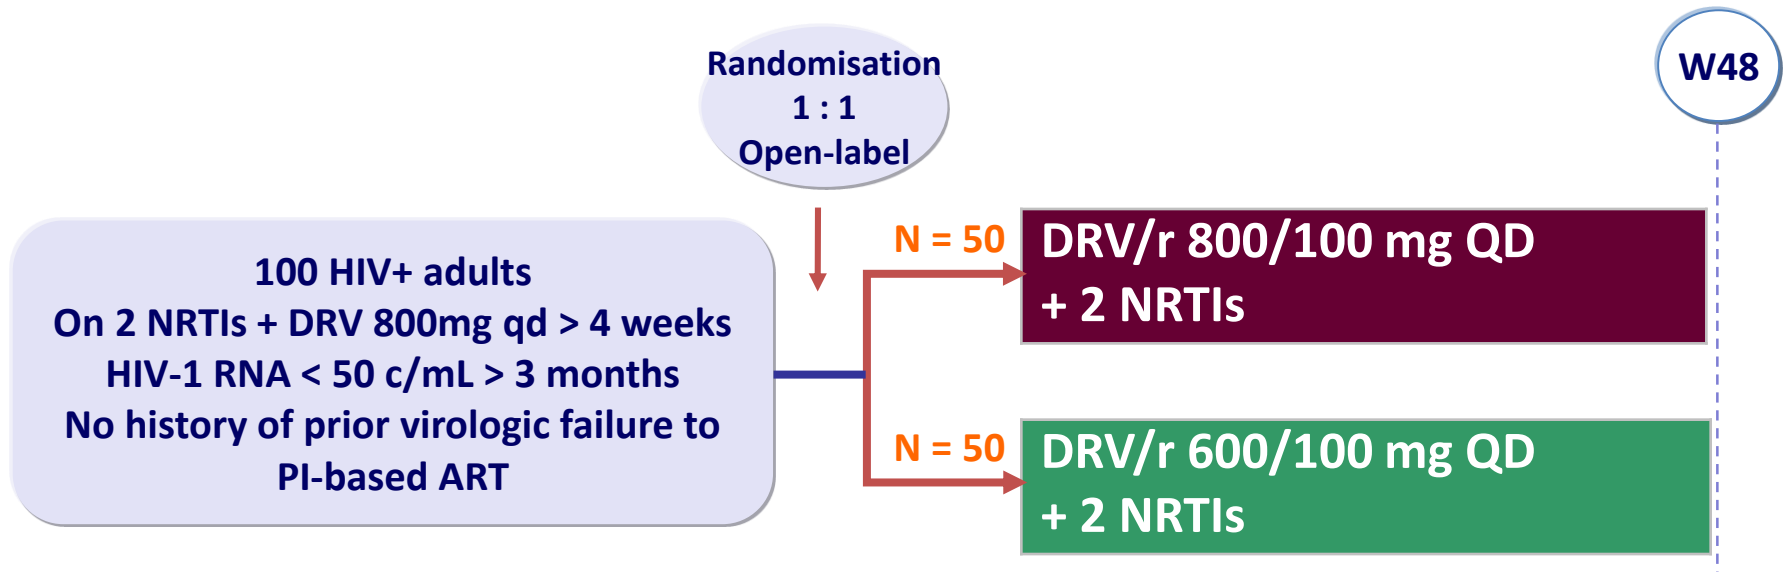 Randomisation
1 : 1
Open-label
W48
100 HIV+ adults
On 2 NRTIs + DRV 800mg qd > 4 weeks
HIV-1 RNA < 50 c/mL > 3 months
No history of prior virologic failure to
PI-based ART
N = 50
DRV/r 800/100 mg QD
+ 2 NRTIs
N = 50
DRV/r 600/100 mg QD
+ 2 NRTIs